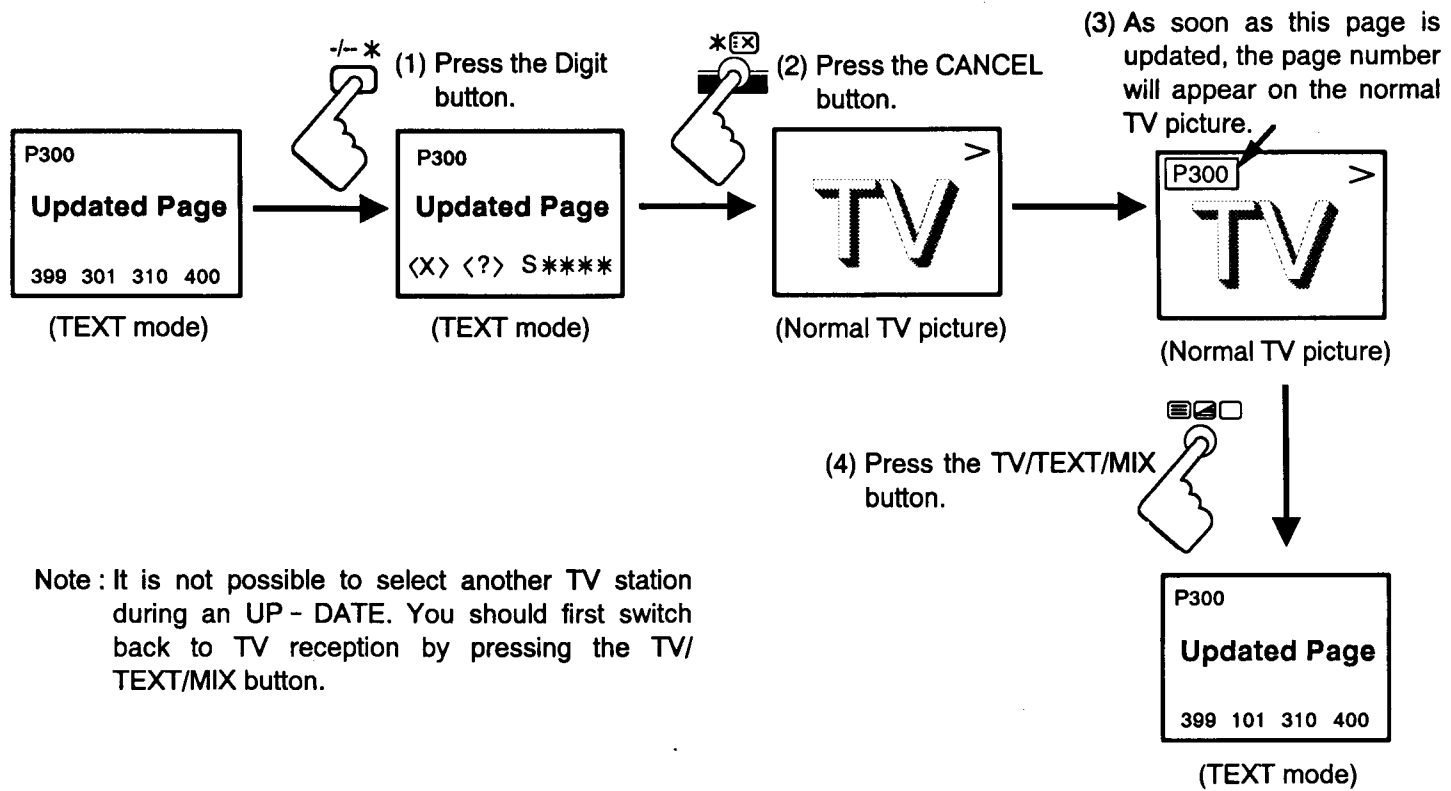 -/-- *
(1) Press the Digit
button.
*
(2) Press the CANCEL
button.
(3) As soon as this page is
updated, the page number
will appear on the normal
TV picture.
P300
Updated Page
399 301 310 400
(TEXT mode)
P300
Updated Page
〈X〉 〈?〉 S****
(TEXT mode)
>
TV
(Normal TV picture)
P300 >
TV
(Normal TV picture)
(4) Press the TV/TEXT/MIX
button.
Note : It is not possible to select another TV station
during an UP – DATE. You should first switch
back to TV reception by pressing the TV/
TEXT/MIX button.
P300
Updated Page
399 101 310 400
(TEXT mode)